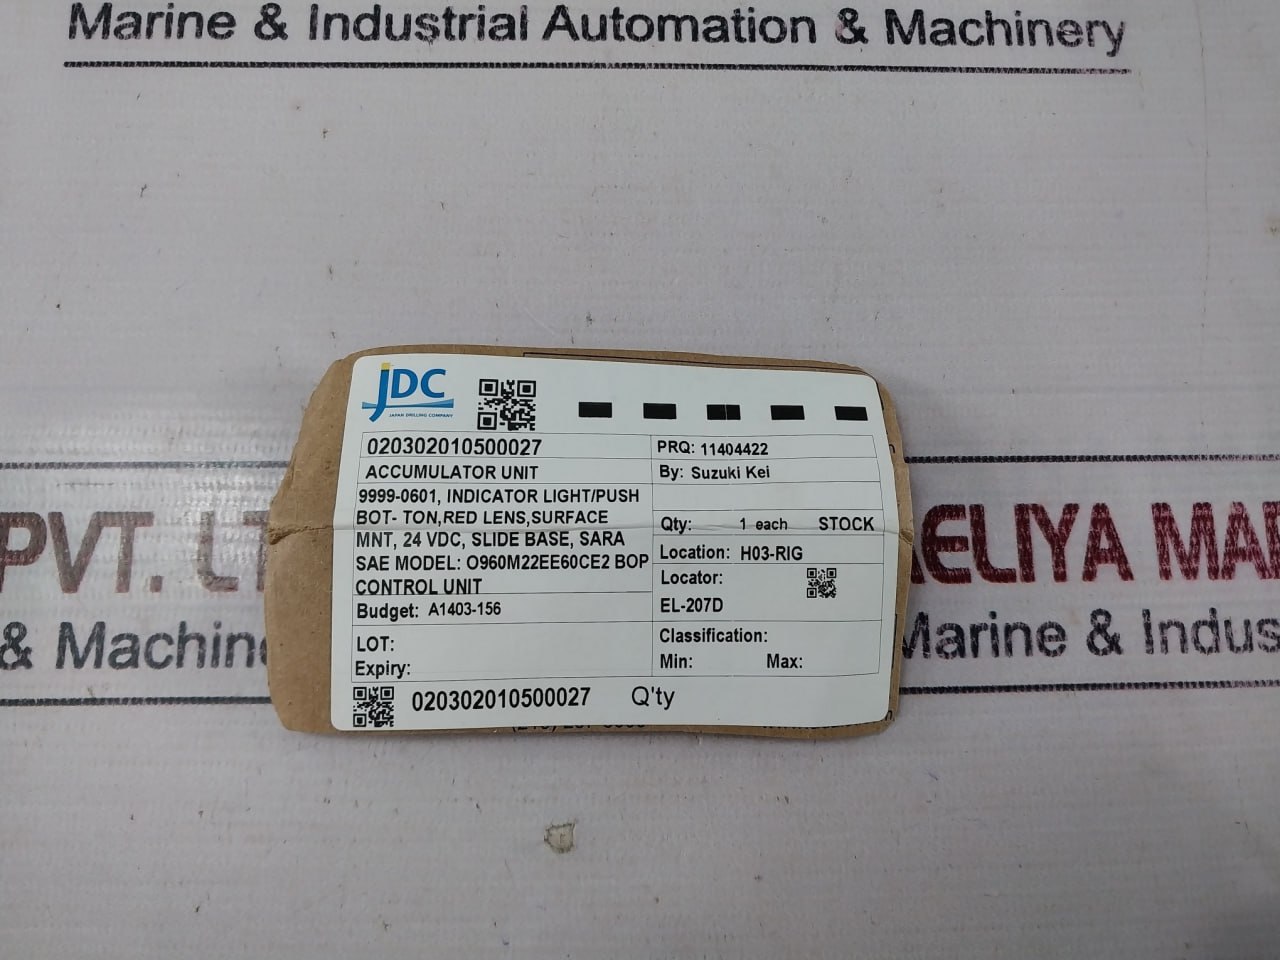 Marine & Industrial Automation & Machinery
JDC
JAPAN DRILLING COMPANY
020302010500027
PRQ: 11404422
ACCUMULATOR UNIT
By: Suzuki Kei
9999-0601, INDICATOR LIGHT/PUSH
BOT- TON,RED LENS,SURFACE
MNT, 24 VDC, SLIDE BASE, SARA
SAE MODEL: O960M22EE60CE2 BOP
CONTROL UNIT
Qty: 1 each STOCK
Location: H03-RIG
Locator:
EL-207D
Budget: A1403-156
LOT:
Expiry:
Classification:
Min: Max:
020302010500027 Q'ty
PVT. LT
AELIYA MAR
& Machin
Marine & Indus